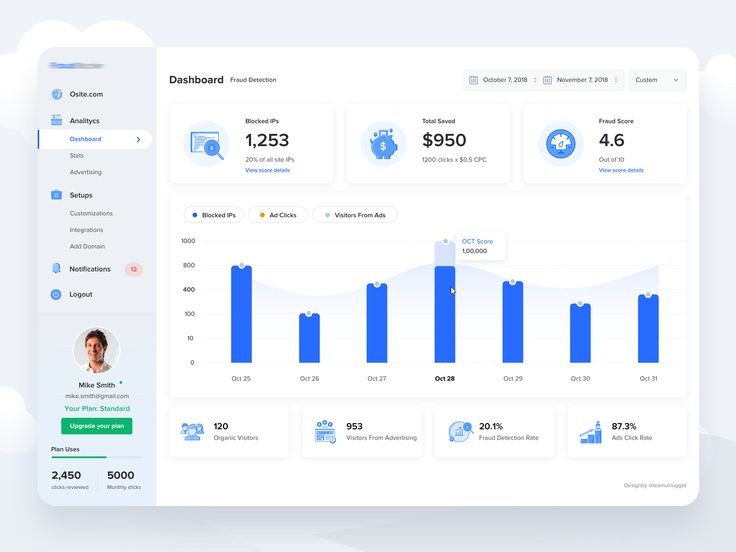 Osite.com
Analitycs
Dashboard
Stats
Advertising
Setups
Customizations
Integrations
Add Domain
Notifications 12
Logout
Mike Smith
mike.smith@gmail.com
Your Plan: Standard
Upgrade your plan
Plan Uses
2,450 5000
clicks reviewed Monthly clicks
Dashboard Fraud Detection
October 7, 2018 November 7, 2018 Custom
Blocked IPs
1,253
20% of all site IPs
View score details
Total Saved
$950
1200 clicks x $0.5 CPC
Fraud Score
4.6
Out of 10
View score details
Blocked IPs Ad Clicks Visitors From Ads
1000
800
400
100
10
0
OCT Score
1,00,000
Oct 25 Oct 26 Oct 27 Oct 28 Oct 29 Oct 30 Oct 31
120
Organic Visitors
953
Visitors From Advertising
20.1%
Fraud Detection Rate
87.3%
Ads Click Rate